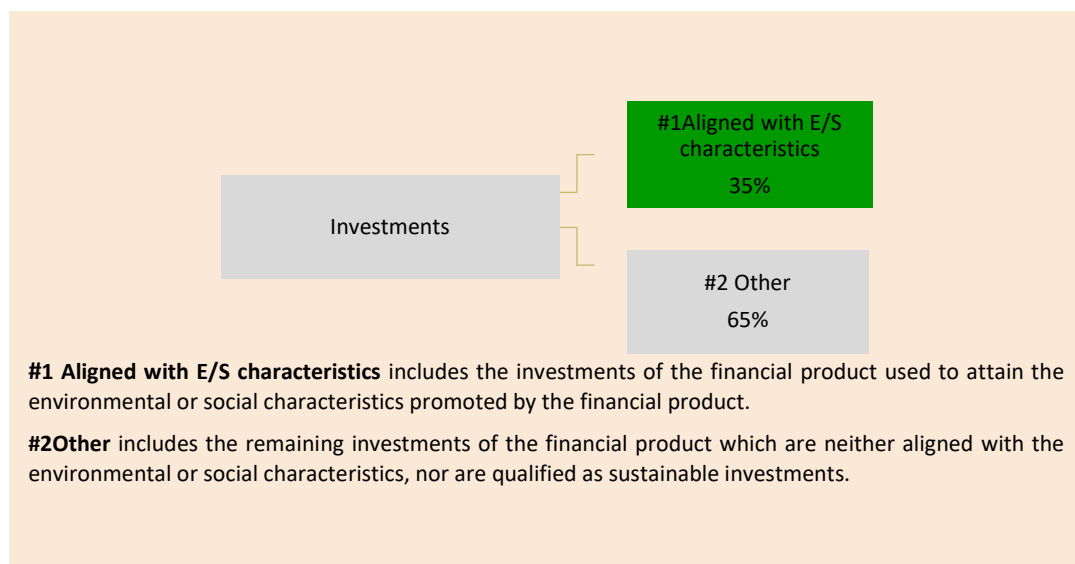 #1Aligned with E/S
characteristics
35%
Investments
#2 Other
65%
#1 Aligned with E/S characteristics includes the investments of the financial product used to attain the
environmental or social characteristics promoted by the financial product.
#2Other includes the remaining investments of the financial product which are neither aligned with the
environmental or social characteristics, nor are qualified as sustainable investments.